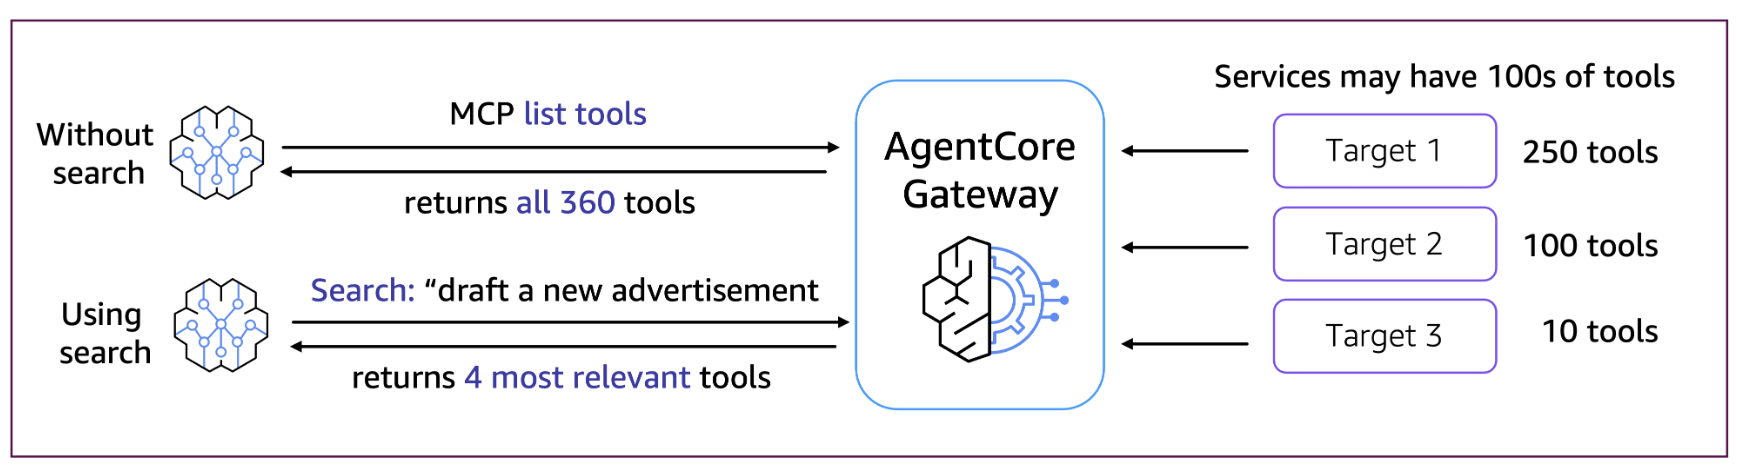 Without
search
MCP list tools
returns all 360 tools
Using
search
Search: “draft a new advertisement
returns 4 most relevant tools
AgentCore
Gateway
Services may have 100s of tools
Target 1
250 tools
Target 2
100 tools
Target 3
10 tools